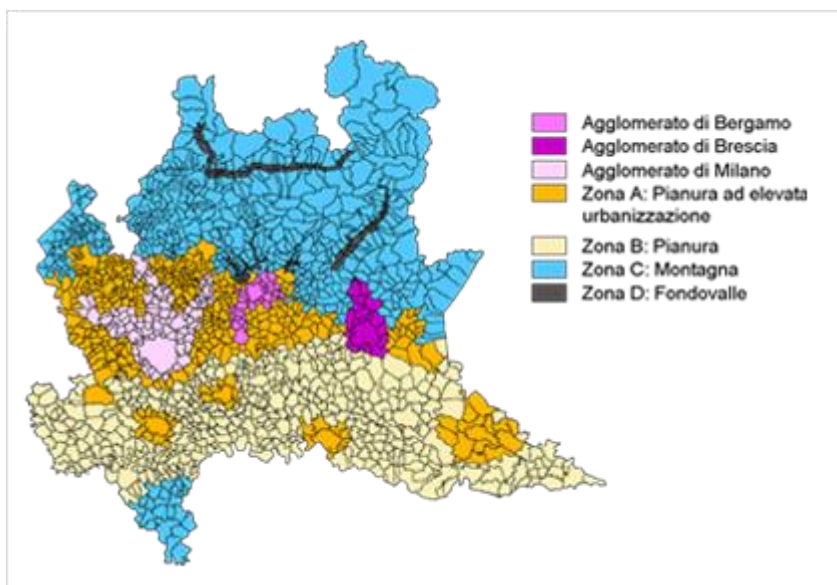 Agglomerato di Bergamo
Agglomerato di Brescia
Agglomerato di Milano
Zona A: Pianura ad elevata
urbanizzazione
Zona B: Pianura
Zona C: Montagna
Zona D: Fondovalle